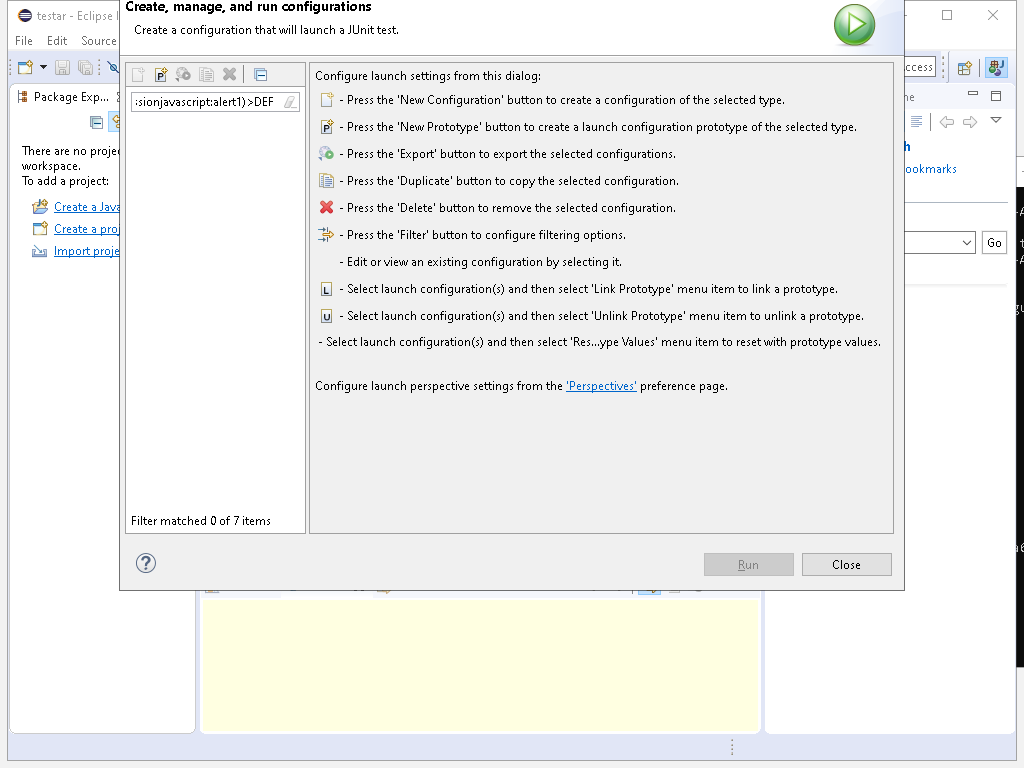 Create, manage, and run configurations
testar - Eclipse
Create a configuration that will launch a JUnit test.
File Edit Source
ccess
Package Exp...
Configure launch settings from this dialog:
sionjavascript:alert1)>DEF
- Press the 'New Configuration' button to create a configuration of the selected type.
- Press the 'New Prototype' button to create a launch configuration prototype of the selected type.
There are no proje
workspace.
To add a project:
- Press the 'Export' button to export the selected configurations.
ookmarks
- Press the 'Duplicate' button to copy the selected configuration.
Create a Java
- Press the 'Delete' button to remove the selected configuration.
Create a proj
- Press the 'Filter' button to configure filtering options.
Go
Import proje
- Edit or view an existing configuration by selecting it.
L - Select launch configuration(s) and then select 'Link Prototype' menu item to link a prototype.
U - Select launch configuration(s) and then select 'Unlink Prototype' menu item to unlink a prototype.
- Select launch configuration(s) and then select 'Res...ype Values' menu item to reset with prototype values.
Configure launch perspective settings from the 'Perspectives' preference page.
Filter matched 0 of 7 items
Run
Close